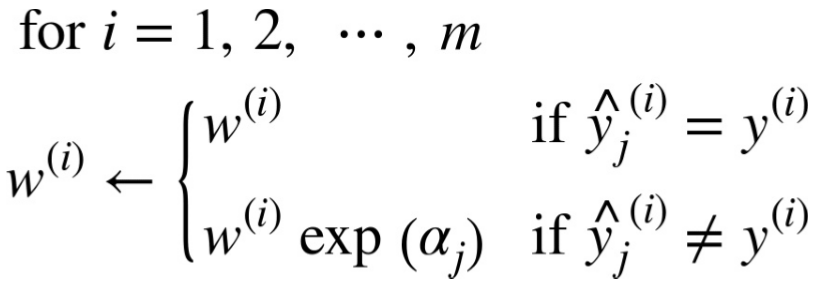 for i = 1, 2, ⋯ , m
w^(i) if ŷ_j^(i) = y^(i)
w^(i) ←
w^(i) exp (α_j) if ŷ_j^(i) ≠ y^(i)